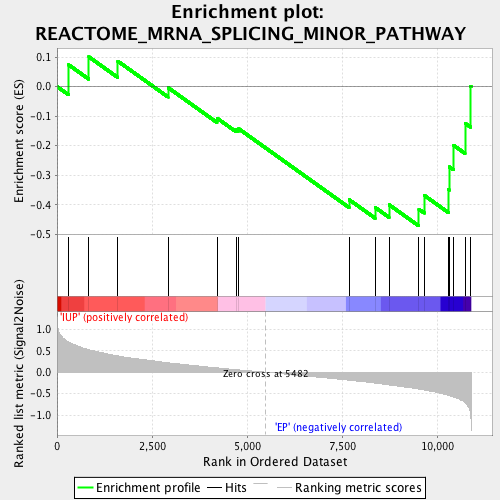 Enrichment plot:
REACTOME_MRNA_SPLICING_MINOR_PATHWAY
Enrichment score (ES)
0.1
0.0
-0.1
-0.2
-0.3
-0.4
-0.5
'IUP' (positively correlated)
Ranked list metric (Signal2Noise)
1.0
0.5
0.0
-0.5
-1.0
Zero cross at 5482
'EP' (negatively correlated)
0 2,500 5,000 7,500 10,000
Rank in Ordered Dataset
Enrichment profile Hits Ranking metric scores